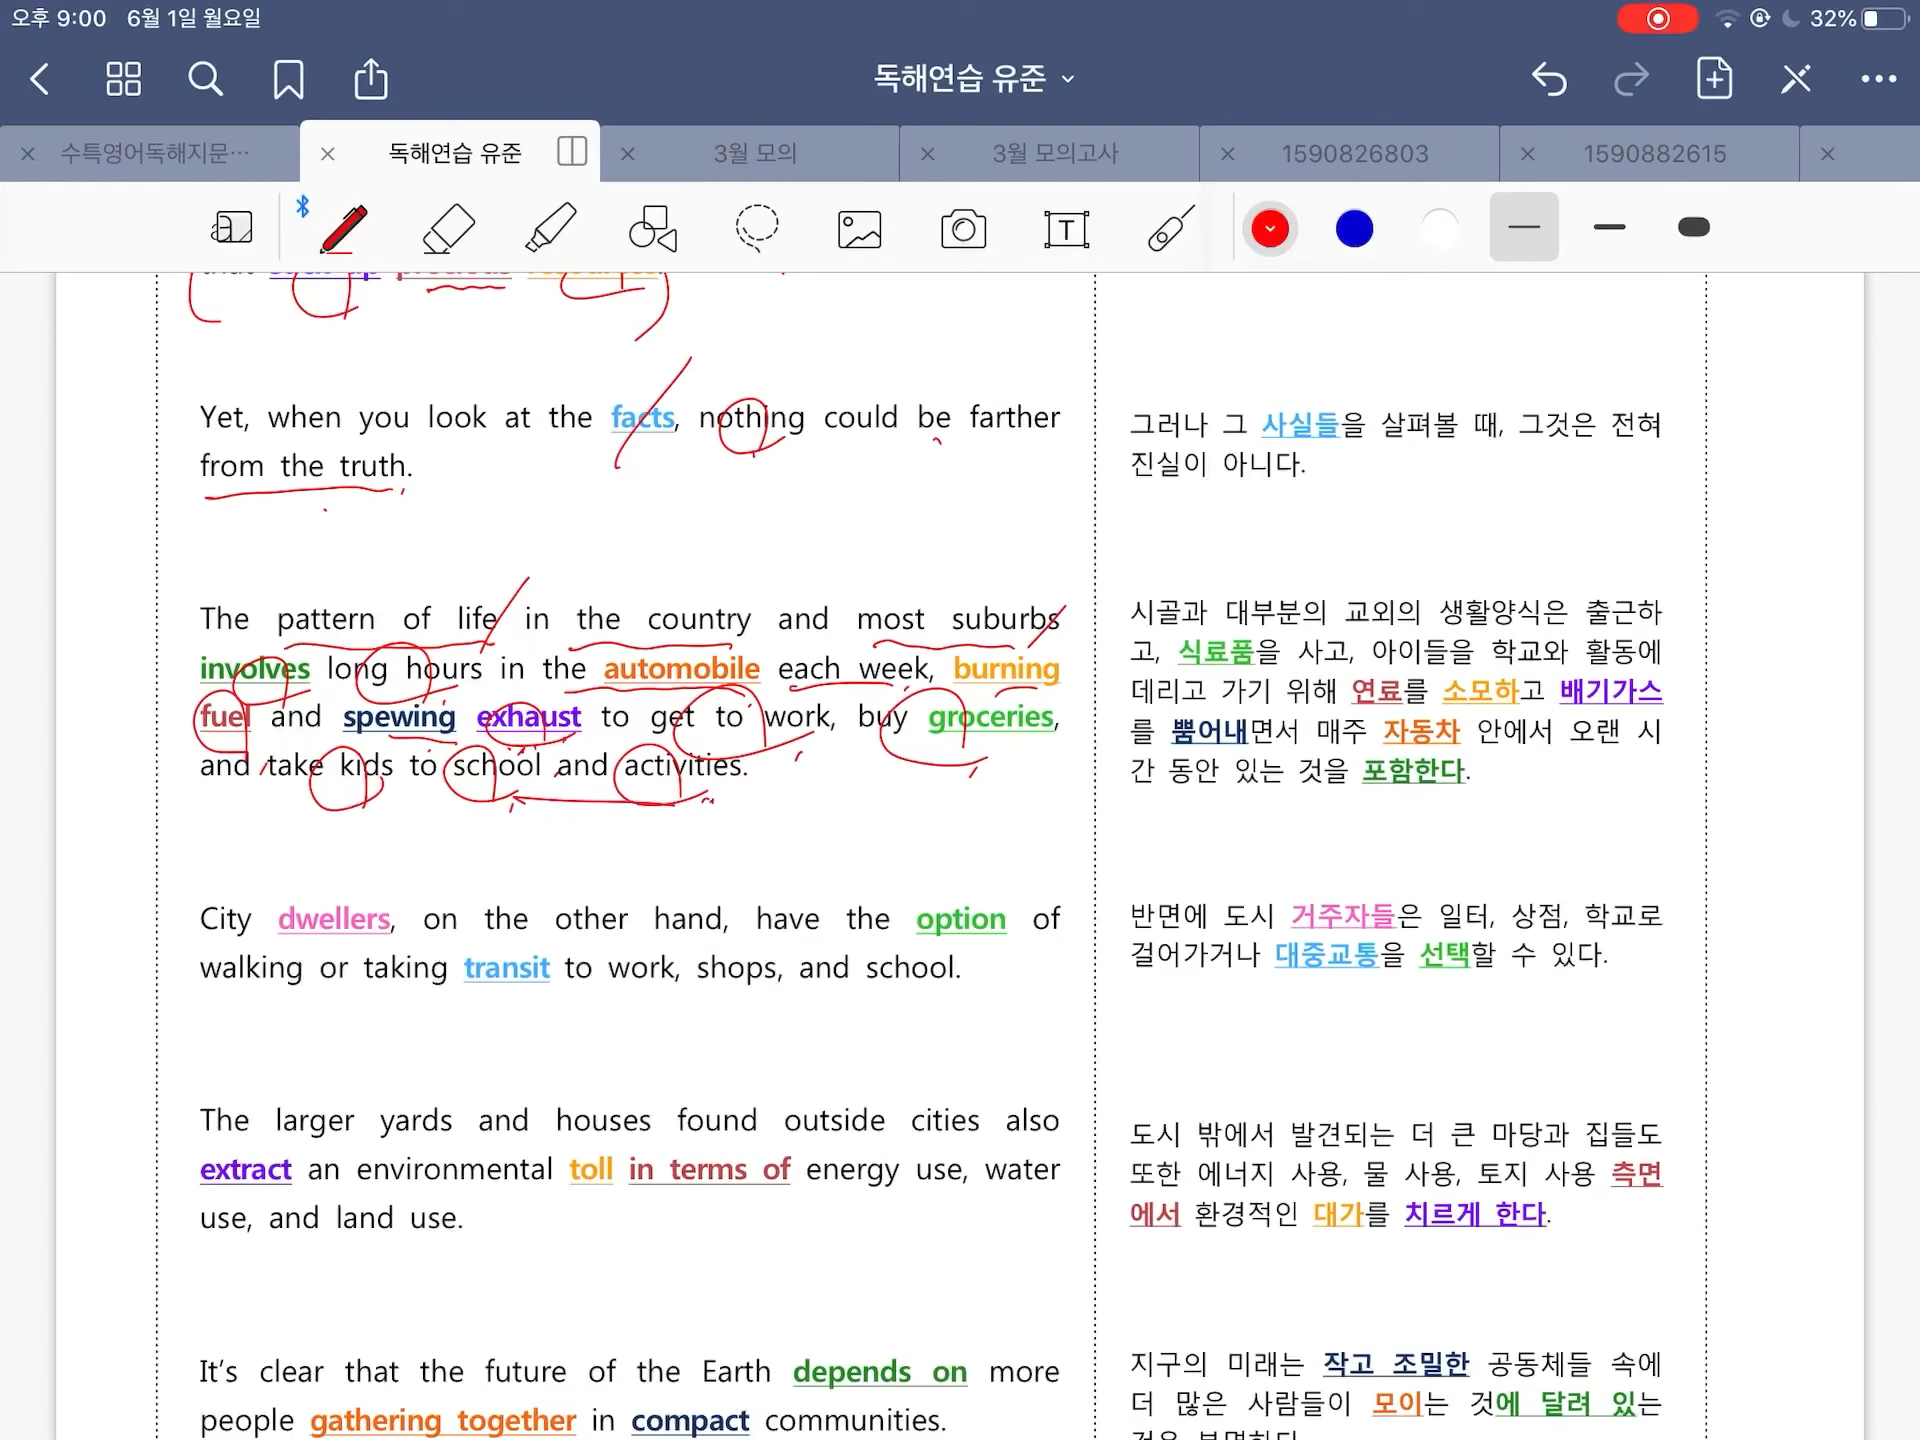 오후 9:00 6월 1일 월요일 32%
독해연습 유준
수특영어독해지문… 독해연습 유준 3월 모의 3월 모의고사 1590826803 1590882615
Yet, when you look at the facts, nothing could be farther
from the truth.
그러나 그 사실들을 살펴볼 때, 그것은 전혀
진실이 아니다.
The pattern of life in the country and most suburbs
involves long hours in the automobile each week, burning
fuel and spewing exhaust to get to work, buy groceries,
and take kids to school and activities.
시골과 대부분의 교외의 생활양식은 출근하
고, 식료품을 사고, 아이들을 학교와 활동에
데리고 가기 위해 연료를 소모하고 배기가스
를 뿜어내면서 매주 자동차 안에서 오랜 시
간 동안 있는 것을 포함한다.
City dwellers, on the other hand, have the option of
walking or taking transit to work, shops, and school.
반면에 도시 거주자들은 일터, 상점, 학교로
걸어가거나 대중교통을 선택할 수 있다.
The larger yards and houses found outside cities also
extract an environmental toll in terms of energy use, water
use, and land use.
도시 밖에서 발견되는 더 큰 마당과 집들도
또한 에너지 사용, 물 사용, 토지 사용 측면
에서 환경적인 대가를 치르게 한다.
It's clear that the future of the Earth depends on more
people gathering together in compact communities.
지구의 미래는 작고 조밀한 공동체들 속에
더 많은 사람들이 모이는 것에 달려 있는